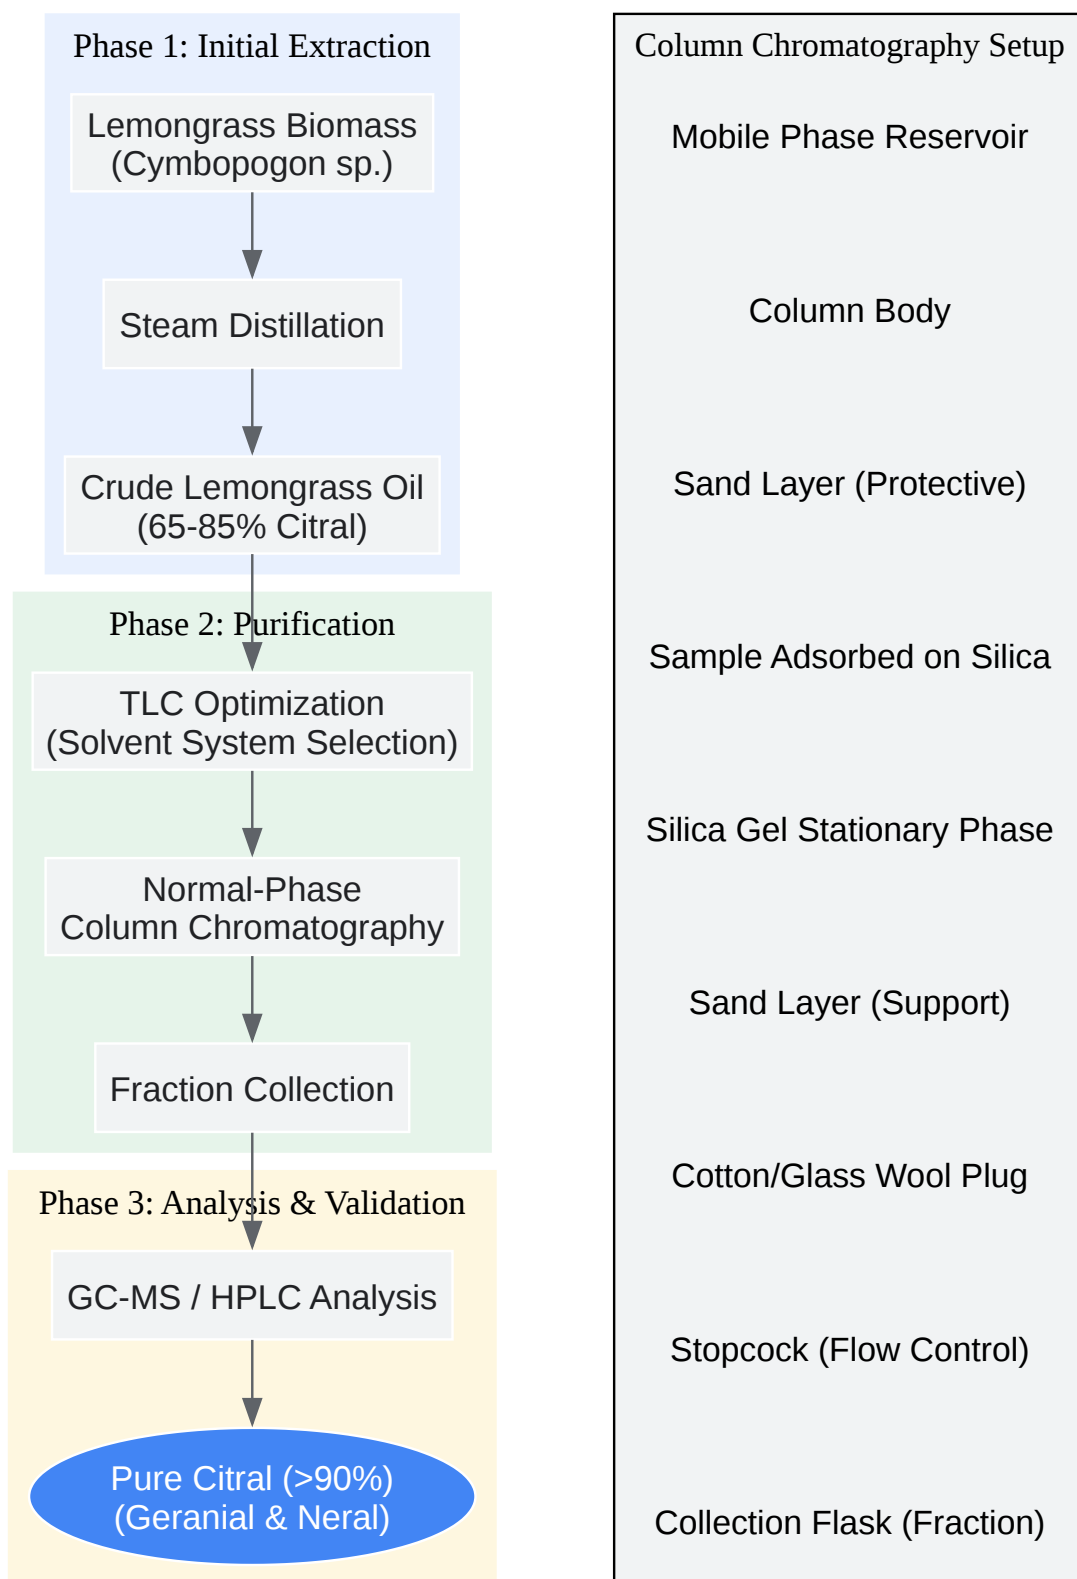 Phase 1: Initial Extraction
Lemongrass Biomass
(Cymbopogon sp.)
Steam Distillation
Crude Lemongrass Oil
(65-85% Citral)
Phase 2: Purification
TLC Optimization
(Solvent System Selection)
Normal-Phase
Column Chromatography
Fraction Collection
Phase 3: Analysis & Validation
GC-MS / HPLC Analysis
Pure Citral (>90%)
(Geranial & Neral)
Column Chromatography Setup
Mobile Phase Reservoir
Column Body
Sand Layer (Protective)
Sample Adsorbed on Silica
Silica Gel Stationary Phase
Sand Layer (Support)
Cotton/Glass Wool Plug
Stopcock (Flow Control)
Collection Flask (Fraction)